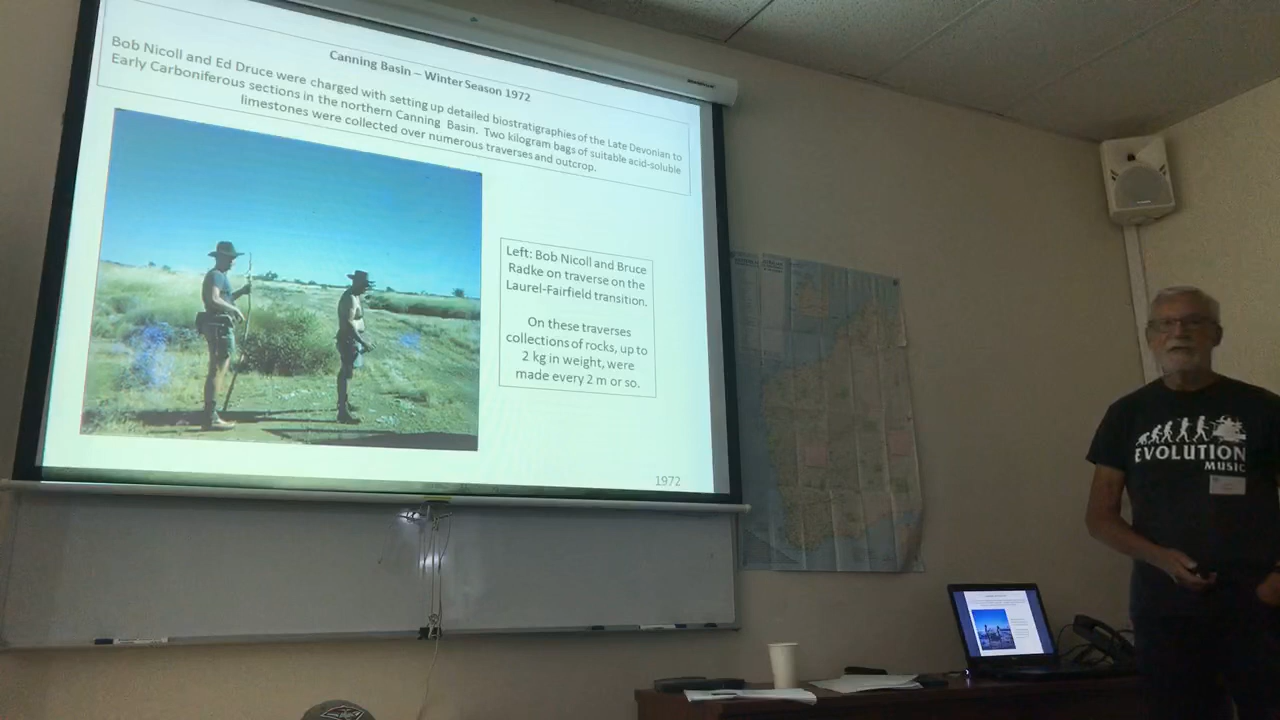 Canning Basin – Winter Season 1972
Bob Nicoll and Ed Druce were charged with setting up detailed biostratigraphies of the Late Devonian to
Early Carboniferous sections in the northern Canning Basin. Two kilogram bags of suitable acid-soluble
limestones were collected over numerous traverses and outcrop.
Left: Bob Nicoll and Bruce
Radke on traverse on the
Laurel-Fairfield transition.
On these traverses
collections of rocks, up to
2 kg in weight, were
made every 2 m or so.
1972
EVOLUTION
MUSIC